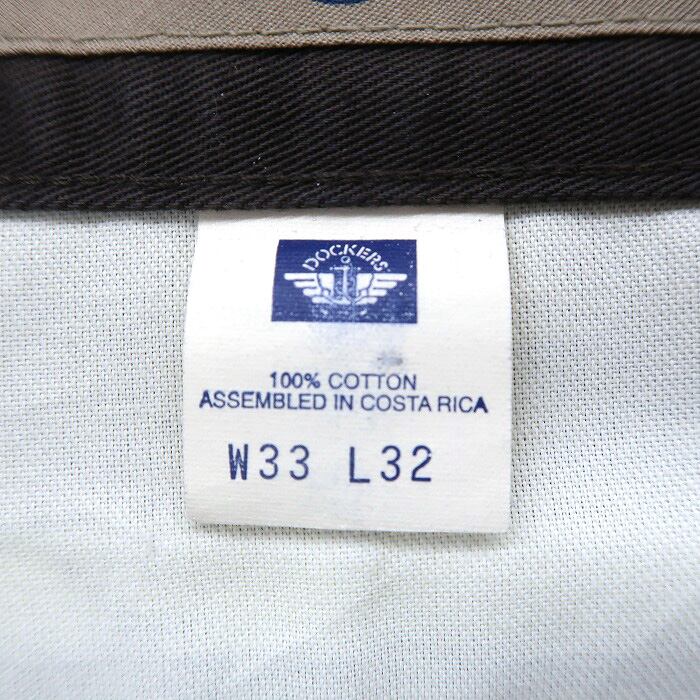 DOCKERS
100% COTTON
ASSEMBLED IN COSTA RICA
W33 L32